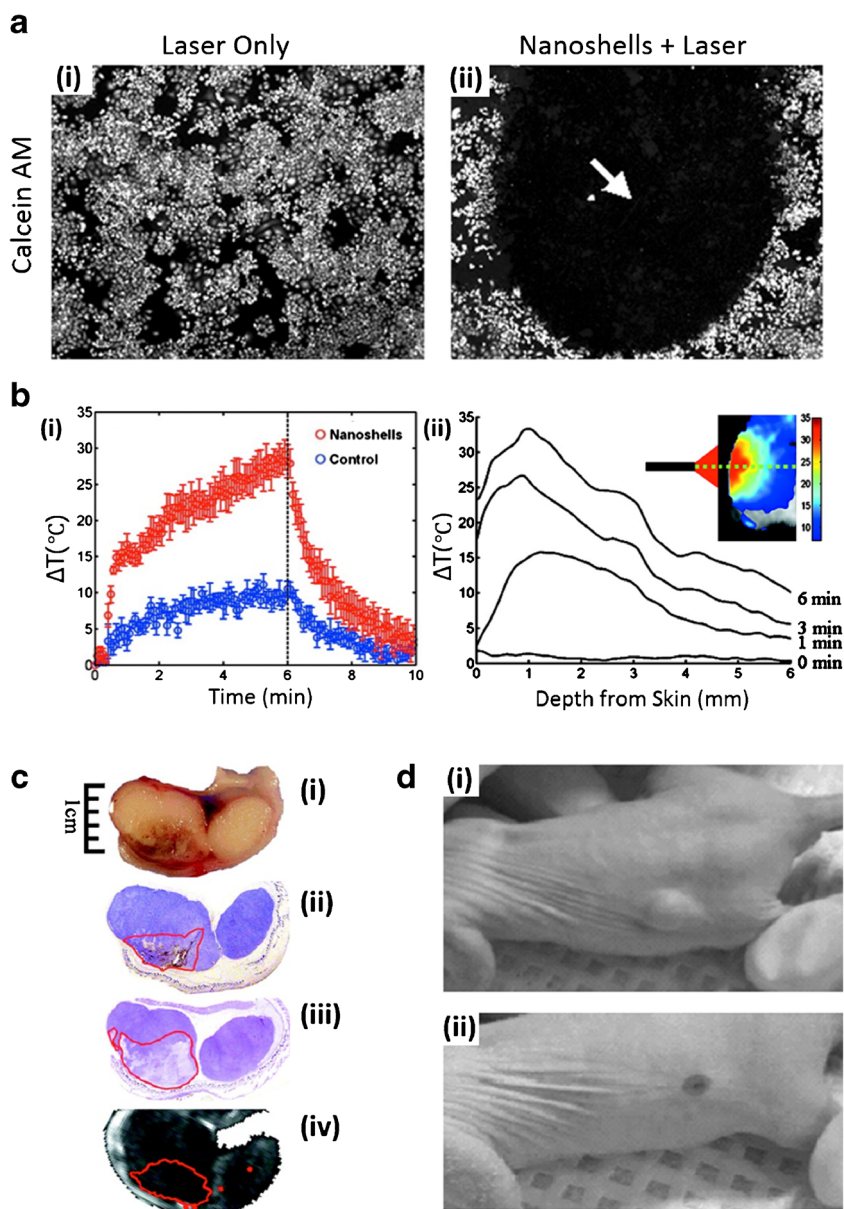 a
Laser Only
Nanoshells + Laser
(i)
(ii)
Calcein AM
b
(i)
35
30
25
20
15
10
5
0
ΔT(°C)
Nanoshells
Control
0
2
4
6
8
10
Time (min)
(ii)
35
30
25
20
15
10
5
0
ΔT(°C)
35
30
25
20
15
10
6 min
3 min
1 min
0 min
0
1
2
3
4
5
6
Depth from Skin (mm)
c
1cm
(i)
(ii)
(iii)
(iv)
d
(i)
(ii)